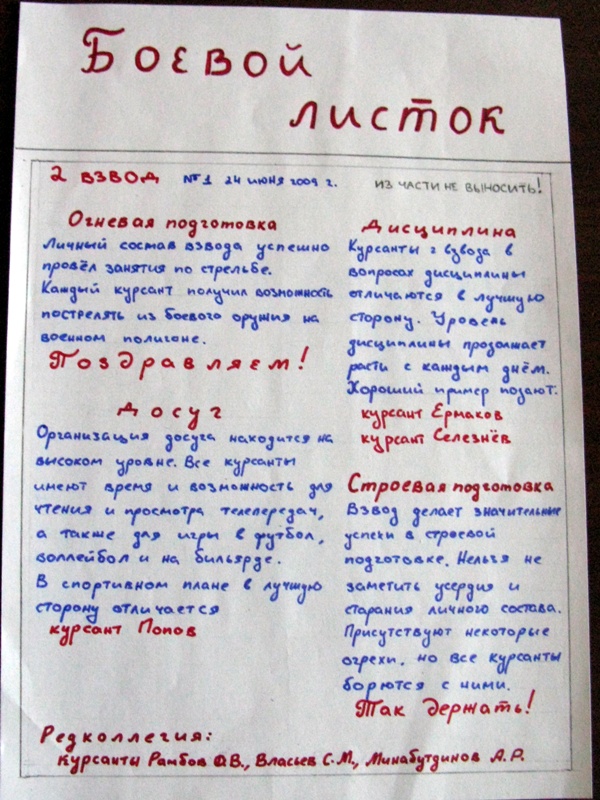 Боевой
листок
2 взвод № 1 24 июня 2009 г. из части не выносить!
Огневая подготовка
Личный состав взвода успешно
провёл занятия по стрельбе.
Каждый курсант получил возможность
пострелять из боевого оружия на
военном полигоне.
Поздравляем!
Досуг
Организация досуга находится на
высоком уровне. Все курсанты
имеют время и возможность для
чтения и просмотра телепередач,
а также для игры в футбол,
воллейбол и на бильярде.
В спортивном плане в лучшую
сторону отличается
курсант Попов
Дисциплина
Курсанты 2 взвоза в
вопросах дисциплины
отличаются в лучшую
сторону. Уровень
дисциплины продолжает
расти с каждым днём.
Хороший пример подают:
курсант Ермаков
курсант Селезнёв
Строевая подготовка
Взвод делает значительные
успехи в строевой
подготовке. Нельзя не
заметить усердия и
старания личного состава.
Присутствуют некоторые
огрехи. но все курсанты
борются с ними.
Так держать!
Редколлегия:
курсанты Рамбов О.В., Власьев С.М., Минабутдинов А.Р.